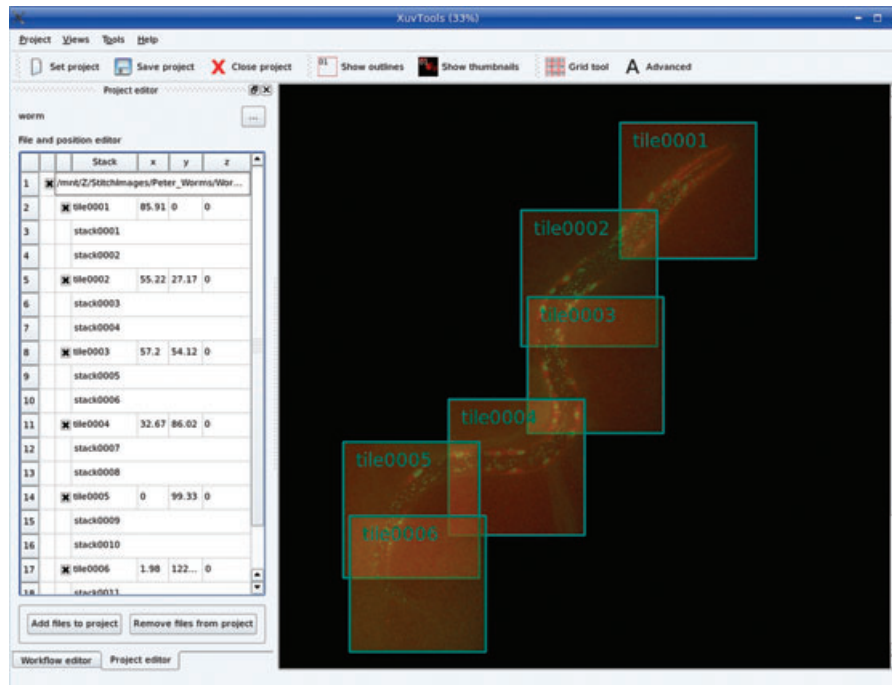 XuvTools (33%)
Project Views Tools Help
Set project Save project Close project 01 Show outlines Show thumbnails Grid tool A Advanced
Project editor
worm ...
File and position editor
Stack x y z
1 /mnt/Z/StitchImages/Peter_Worms/Wor...
2 tile0001 85.91 0 0
3 stack0001
4 stack0002
5 tile0002 55.22 27.17 0
6 stack0003
7 stack0004
8 tile0003 57.2 54.12 0
9 stack0005
10 stack0006
11 tile0004 32.67 86.02 0
12 stack0007
13 stack0008
14 tile0005 0 99.33 0
15 stack0009
16 stack0010
17 tile0006 1.98 122... 0
18 stack0011
Add files to project Remove files from project
Workflow editor Project editor
tile0001
tile0002
tile0003
tile0004
tile0005
tile0006